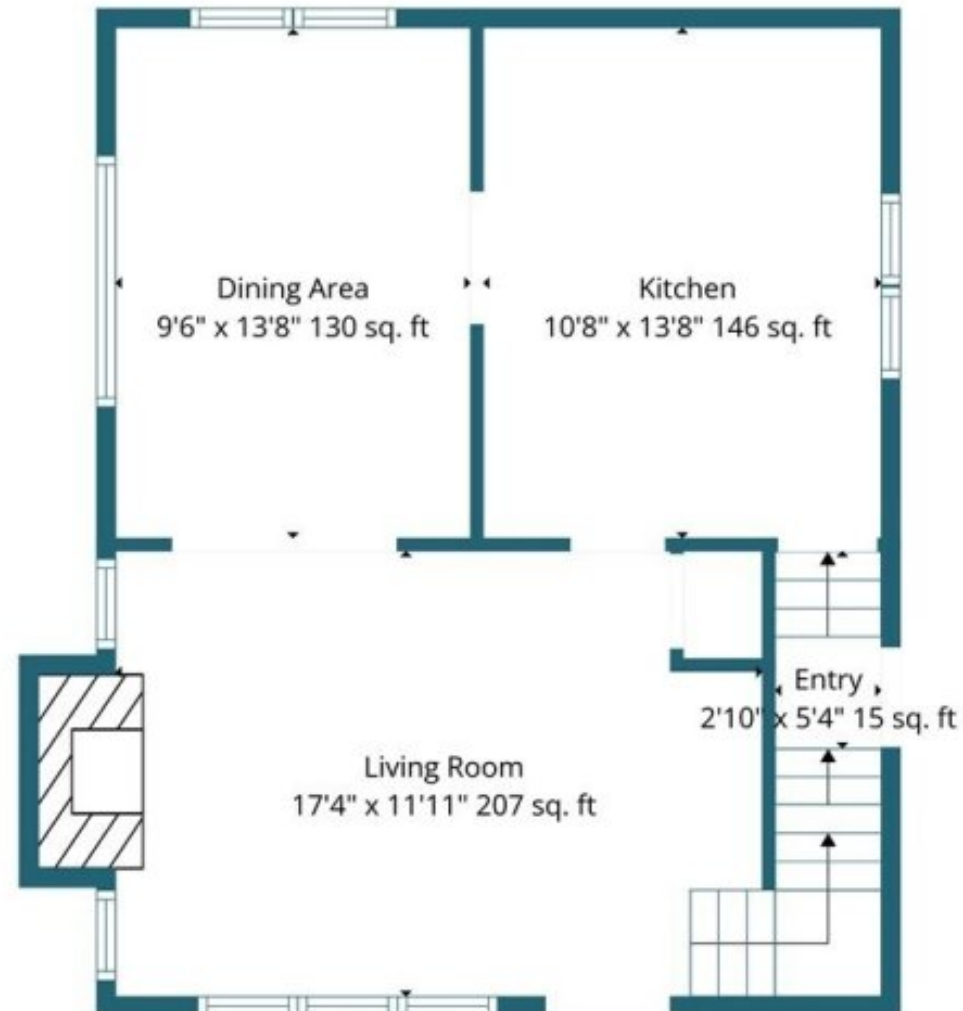 Dining Area
9'6" x 13'8" 130 sq. ft
Kitchen
10'8" x 13'8" 146 sq. ft
Entry
2'10" x 5'4" 15 sq. ft
Living Room
17'4" x 11'11" 207 sq. ft